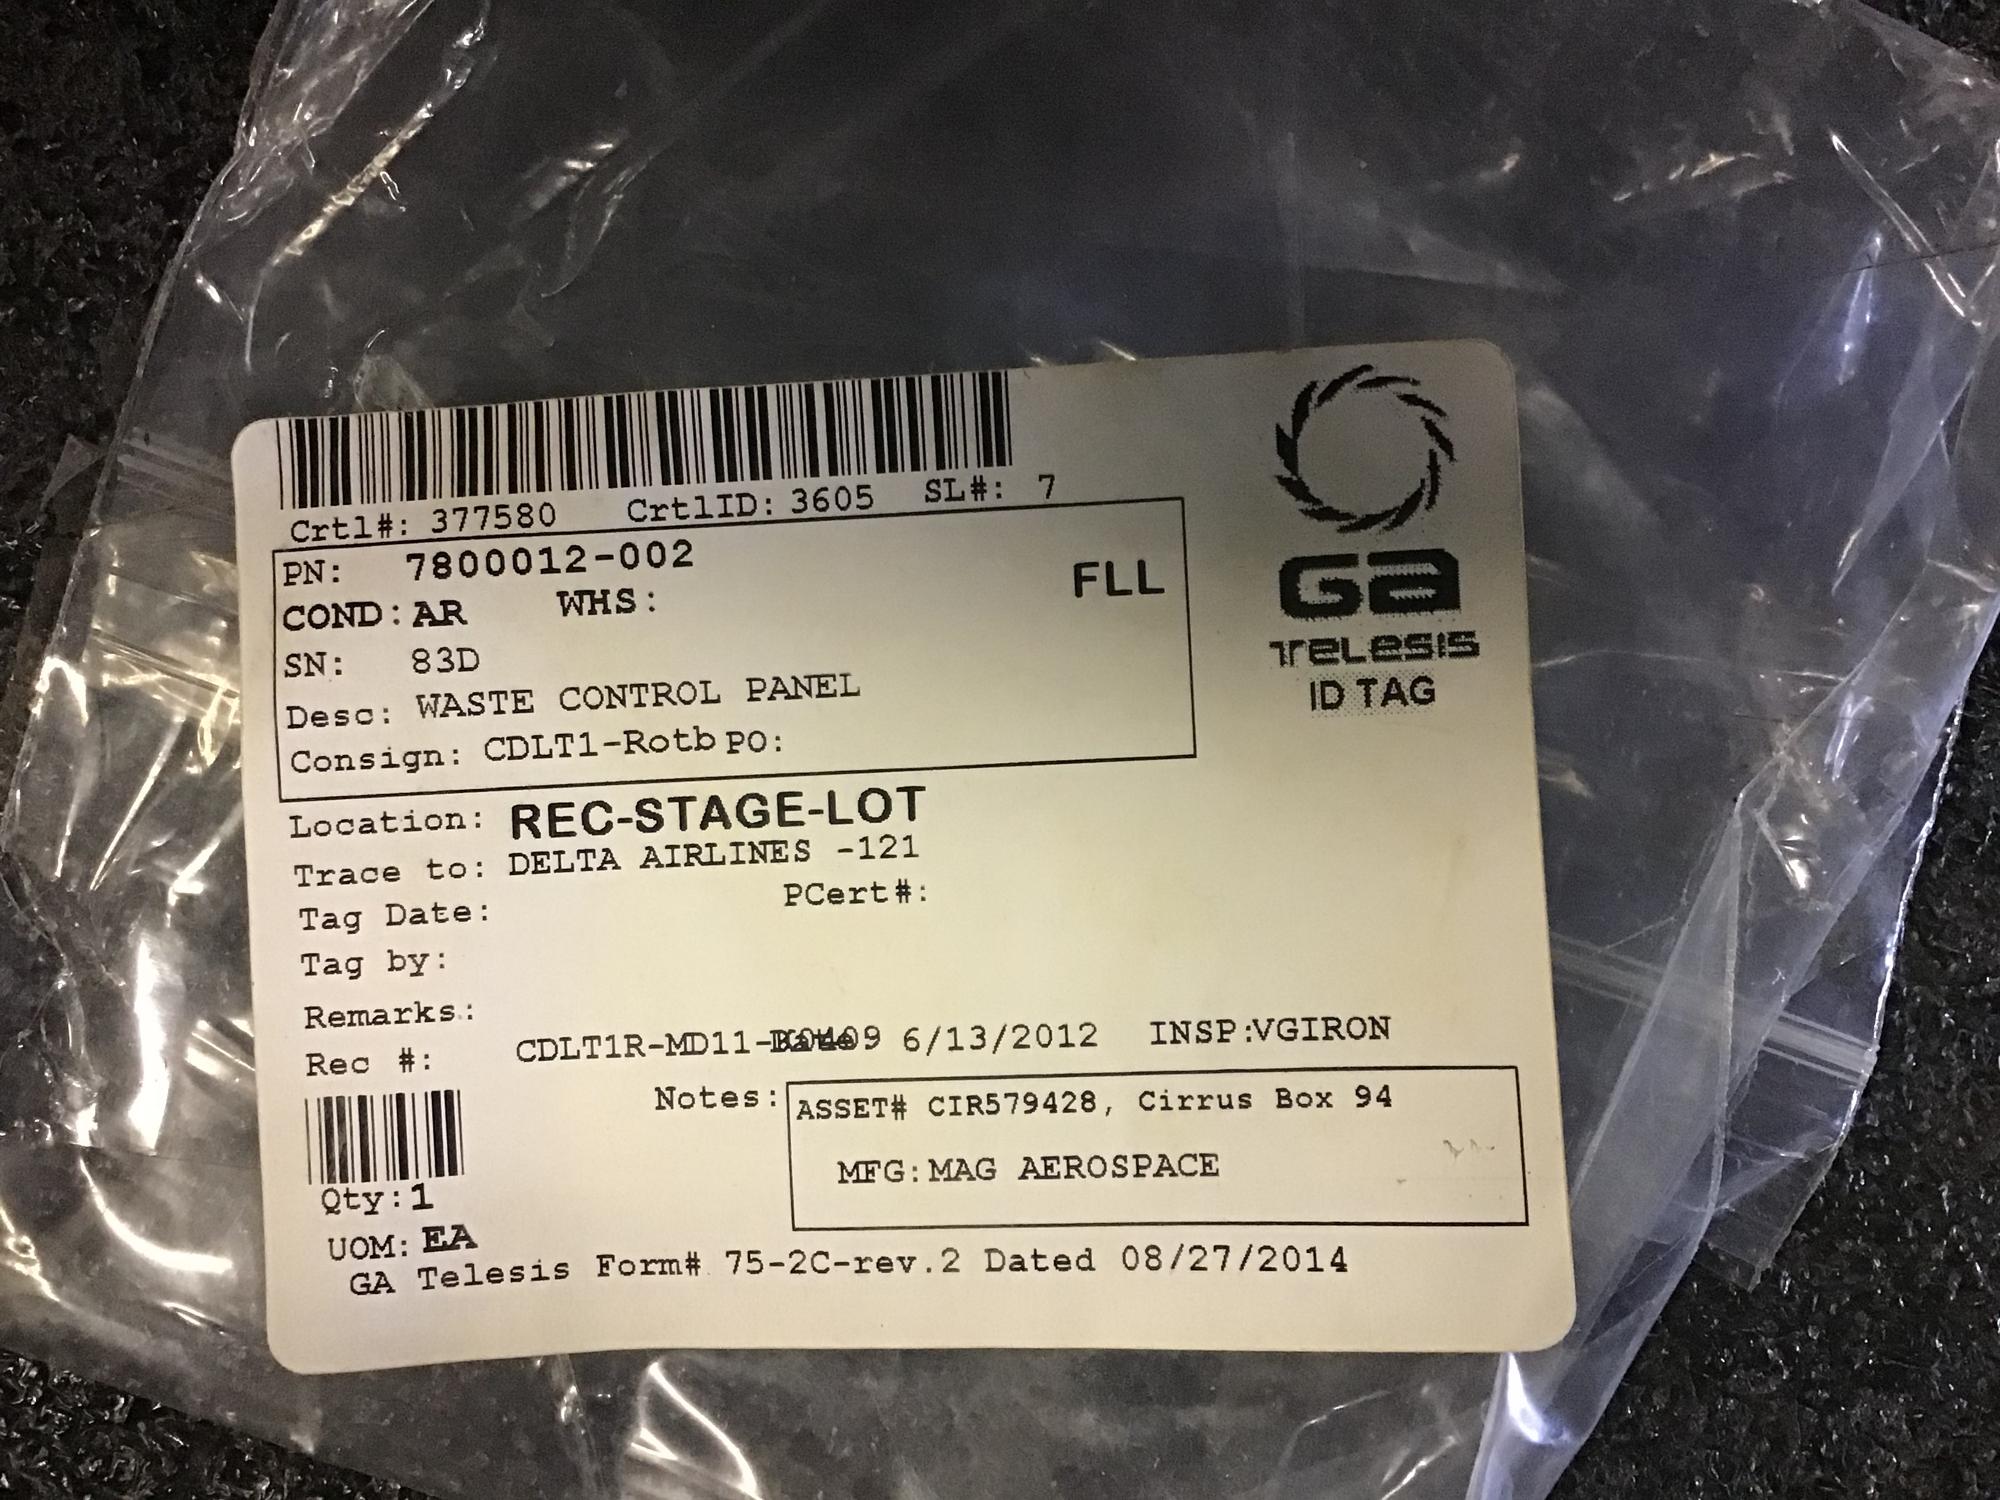 Crtl#: 377580 CrtlID: 3605 SL#: 7
PN: 7800012-002
FLL
COND: AR WHS:
SN: 83D
Desc: WASTE CONTROL PANEL
Consign: CDLT1-Rotb PO:
GA
TELESIS
ID TAG
Location: REC-STAGE-LOT
Trace to: DELTA AIRLINES -121
Tag Date: PCert#:
Tag by:
Remarks:
Rec #: CDLT1R-MD11- 6/13/2012 INSP:VGIRON
Notes: ASSET# CIR579428, Cirrus Box 94
MFG: MAG AEROSPACE
Qty: 1
UOM: EA
GA Telesis Form# 75-2C-rev.2 Dated 08/27/2014